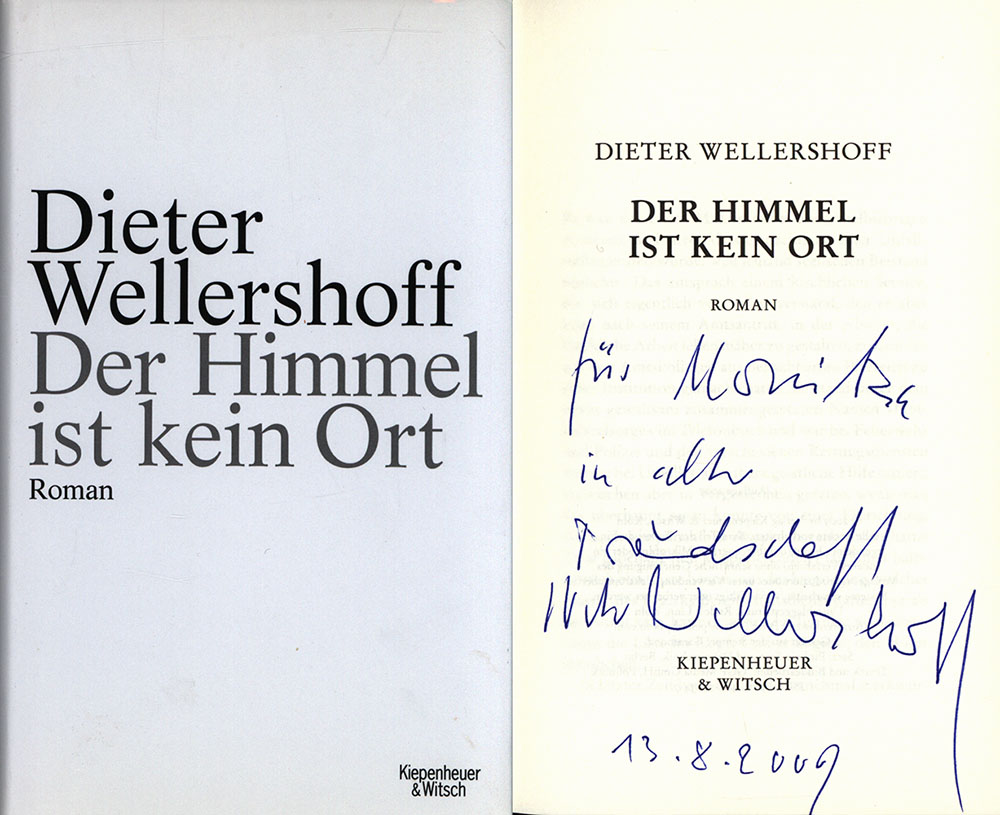 Dieter
Wellershoff
Der Himmel
ist kein Ort
Roman
Kiepenheuer
& Witsch
DIETER WELLERSHOFF
DER HIMMEL
IST KEIN ORT
ROMAN
für Monika
in alter
Freundschaft
Dieter Wellershoff
KIEPENHEUER
& WITSCH
13.8.2009